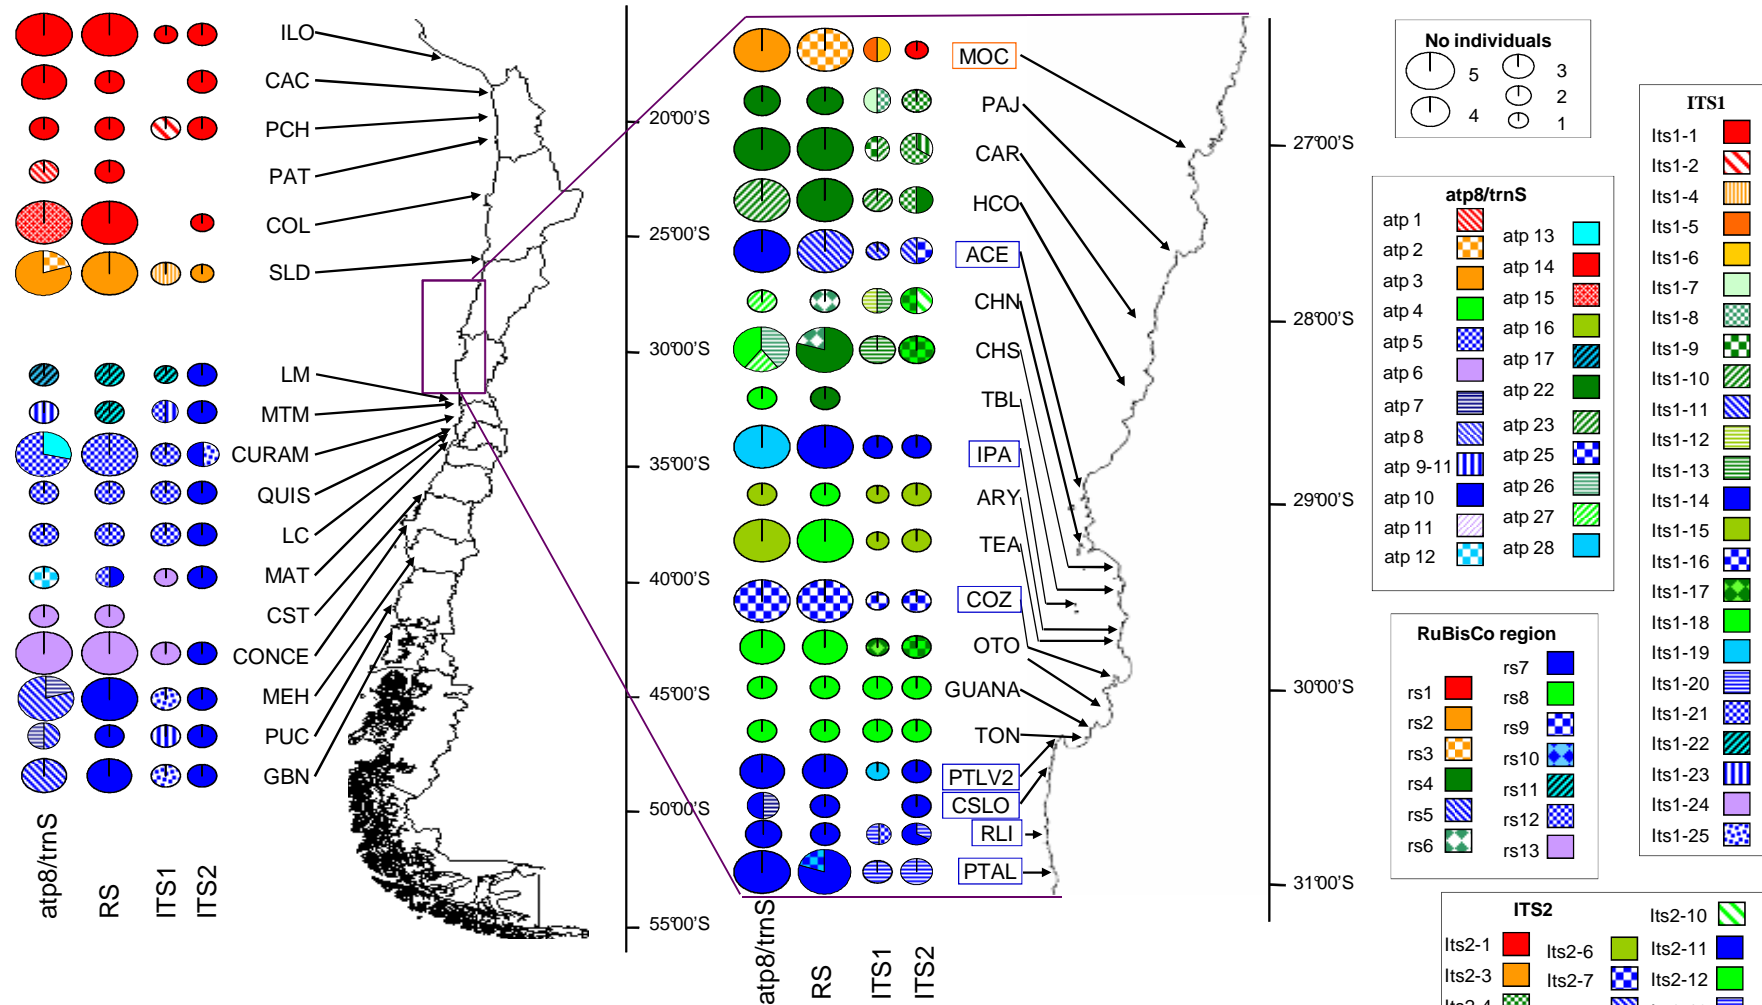 ILO
CAC
PCH
PAT
COL
SLD
LM
MTM
CURAM
QUIS
LC
MAT
CST
CONCE
MEH
PUC
GBN
atp8/trnS
RS
ITS1
ITS2
20°00'S
25°00'S
30°00'S
35°00'S
40°00'S
45°00'S
50°00'S
55°00'S
MOC
PAJ
CAR
HCO
ACE
CHN
CHS
TBL
IPA
ARY
TEA
COZ
OTO
GUANA
TON
PTLV2
CSLO
RLI
PTAL
atp8/trnS
RS
ITS1
ITS2
27°00'S
28°00'S
29°00'S
30°00'S
31°00'S
No individuals
5
3
2
4
1
atp8/trnS
atp 1
atp 2
atp 3
atp 4
atp 5
atp 6
atp 7
atp 8
atp 9-11
atp 10
atp 11
atp 12
atp 13
atp 14
atp 15
atp 16
atp 17
atp 22
atp 23
atp 25
atp 26
atp 27
atp 28
RuBisCo region
rs1
rs2
rs3
rs4
rs5
rs6
rs7
rs8
rs9
rs10
rs11
rs12
rs13
ITS1
Its1-1
Its1-2
Its1-4
Its1-5
Its1-6
Its1-7
Its1-8
Its1-9
Its1-10
Its1-11
Its1-12
Its1-13
Its1-14
Its1-15
Its1-16
Its1-17
Its1-18
Its1-19
Its1-20
Its1-21
Its1-22
Its1-23
Its1-24
Its1-25
ITS2
Its2-1
Its2-3
Its2-4
Its2-6
Its2-7
Its2-10
Its2-11
Its2-12